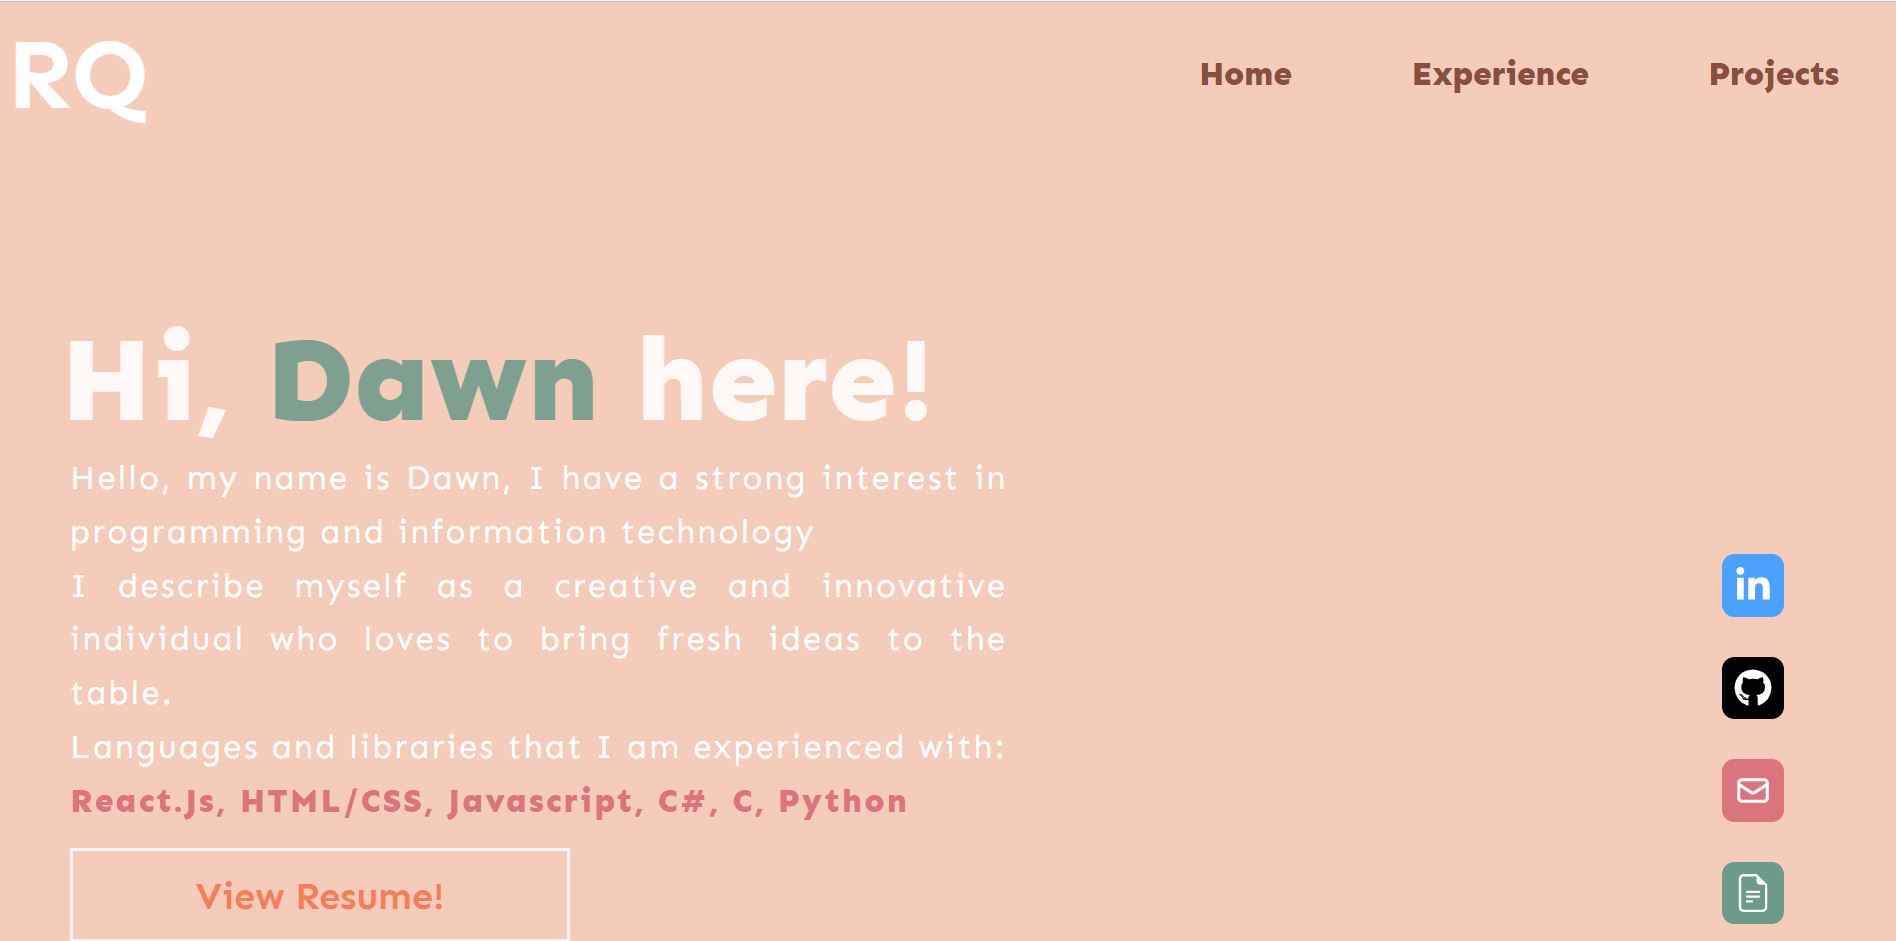 RQ
Home Experience Projects
Hi, Dawn here!
Hello, my name is Dawn, I have a strong interest in
programming and information technology
I describe myself as a creative and innovative
individual who loves to bring fresh ideas to the
table.
Languages and libraries that I am experienced with:
React.Js, HTML/CSS, Javascript, C#, C, Python
View Resume!
in